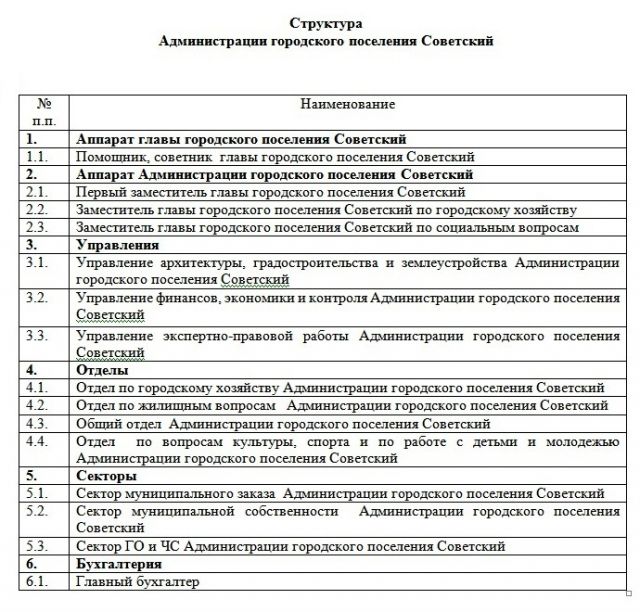 Структура
Администрации городского поселения Советский
№ Наименование
п.п.
1. Аппарат главы городского поселения Советский
1.1. Помощник, советник главы городского поселения Советский
2. Аппарат Администрации городского поселения Советский
2.1. Первый заместитель главы городского поселения Советский
2.2. Заместитель главы городского поселения Советский по городскому хозяйству
2.3. Заместитель главы городского поселения Советский по социальным вопросам
3. Управления
3.1. Управление архитектуры, градостроительства и землеустройства Администрации
городского поселения Советский
3.2. Управление финансов, экономики и контроля Администрации городского поселения
Советский
3.3. Управление экспертно-правовой работы Администрации городского поселения
Советский
4. Отделы
4.1. Отдел по городскому хозяйству Администрации городского поселения Советский
4.2. Отдел по жилищным вопросам Администрации городского поселения Советский
4.3. Общий отдел Администрации городского поселения Советский
4.4. Отдел по вопросам культуры, спорта и по работе с детьми и молодежью
Администрации городского поселения Советский
5. Секторы
5.1. Сектор муниципального заказа Администрации городского поселения Советский
5.2. Сектор муниципальной собственности Администрации городского поселения
Советский
5.3. Сектор ГО и ЧС Администрации городского поселения Советский
6. Бухгалтерия
6.1. Главный бухгалтер